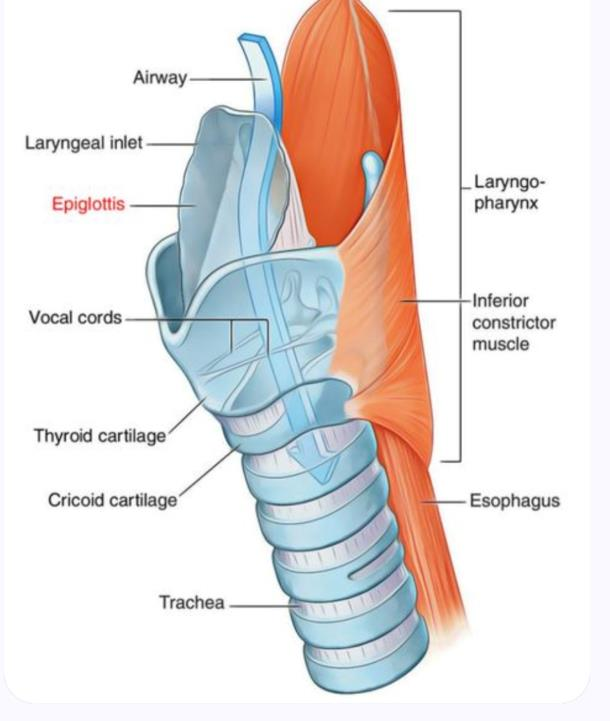 Airway
Laryngeal inlet
Epiglottis
Laryngo-
pharynx
Inferior
constrictor
muscle
Vocal cords
Thyroid cartilage
Cricoid cartilage
Esophagus
Trachea